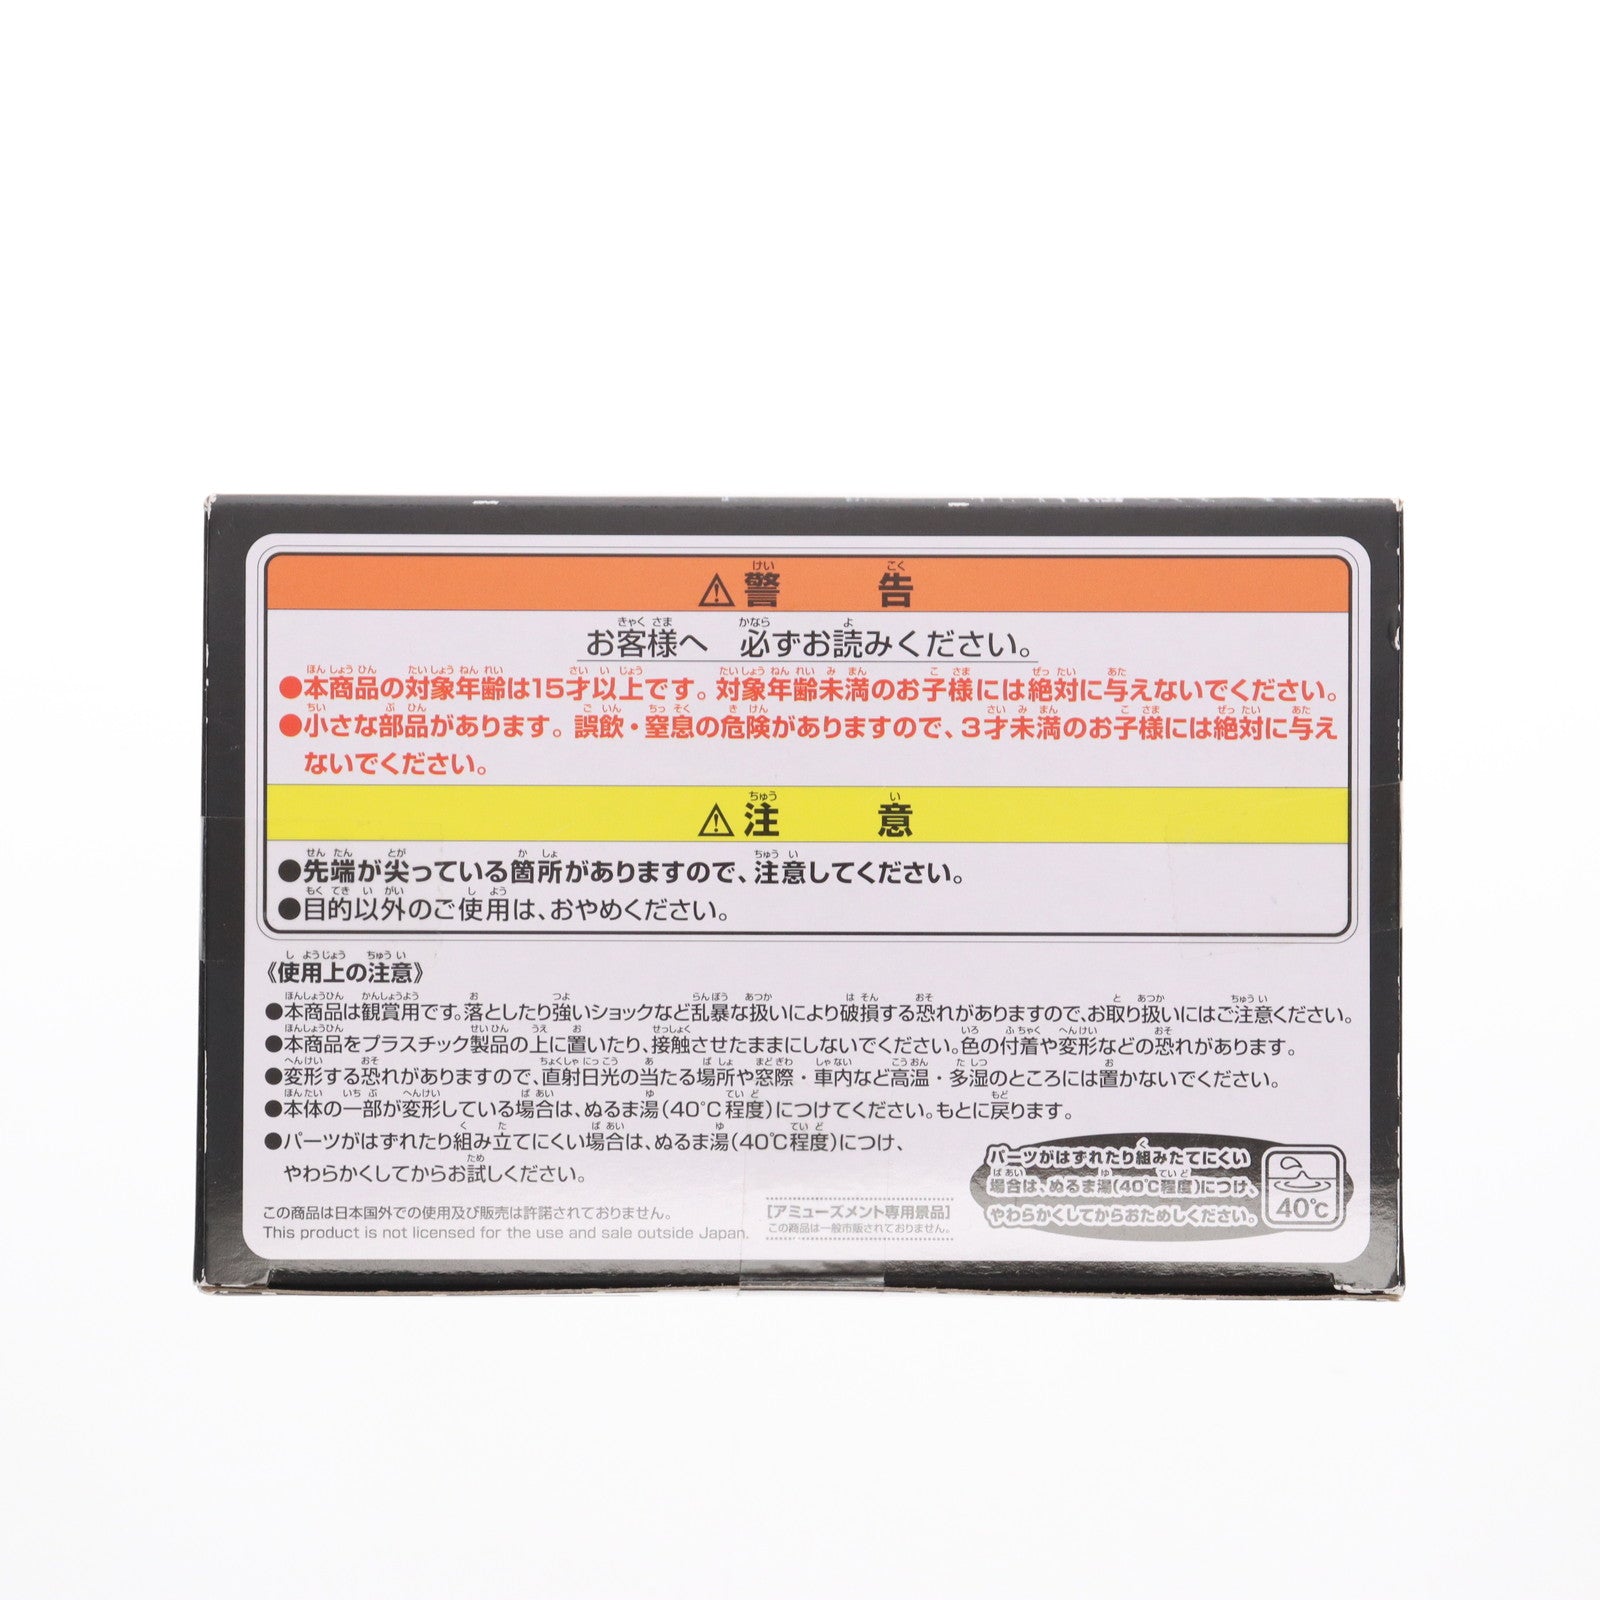 ⚠警告
お客様へ 必ずお読みください。
●本商品の対象年齢は15才以上です。対象年齢未満のお子様には絶対に与えないでください。
●小さな部品があります。誤飲・窒息の危険がありますので、3才未満のお子様には絶対に与え
ないでください。
⚠注意
●先端が尖っている箇所がありますので、注意してください。
●目的以外のご使用は、おやめください。
《使用上の注意》
●本商品は観賞用です。落としたり強いショックなど乱暴な扱いにより破損する恐れがありますので、お取り扱いにはご注意ください。
●本商品をプラスチック製品の上に置いたり、接触させたままにしないでください。色の付着や変形などの恐れがあります。
●変形する恐れがありますので、直射日光の当たる場所や窓際・車内など高温・多湿のところには置かないでください。
●本体の一部が変形している場合は、ぬるま湯(40℃程度)につけてください。もとに戻ります。
●パーツがはずれたり組み立てにくい場合は、ぬるま湯(40℃程度)につけ、
やわらかくしてからお試しください。
パーツがはずれたり組みたてにくい
場合は、ぬるま湯(40℃程度)につけ、
やわらかくしてからおためしください。
40℃
この商品は日本国外での使用及び販売は許諾されておりません。
This product is not licensed for the use and sale outside Japan.
[アミューズメント専用景品]
この商品は一般市販されておりません。